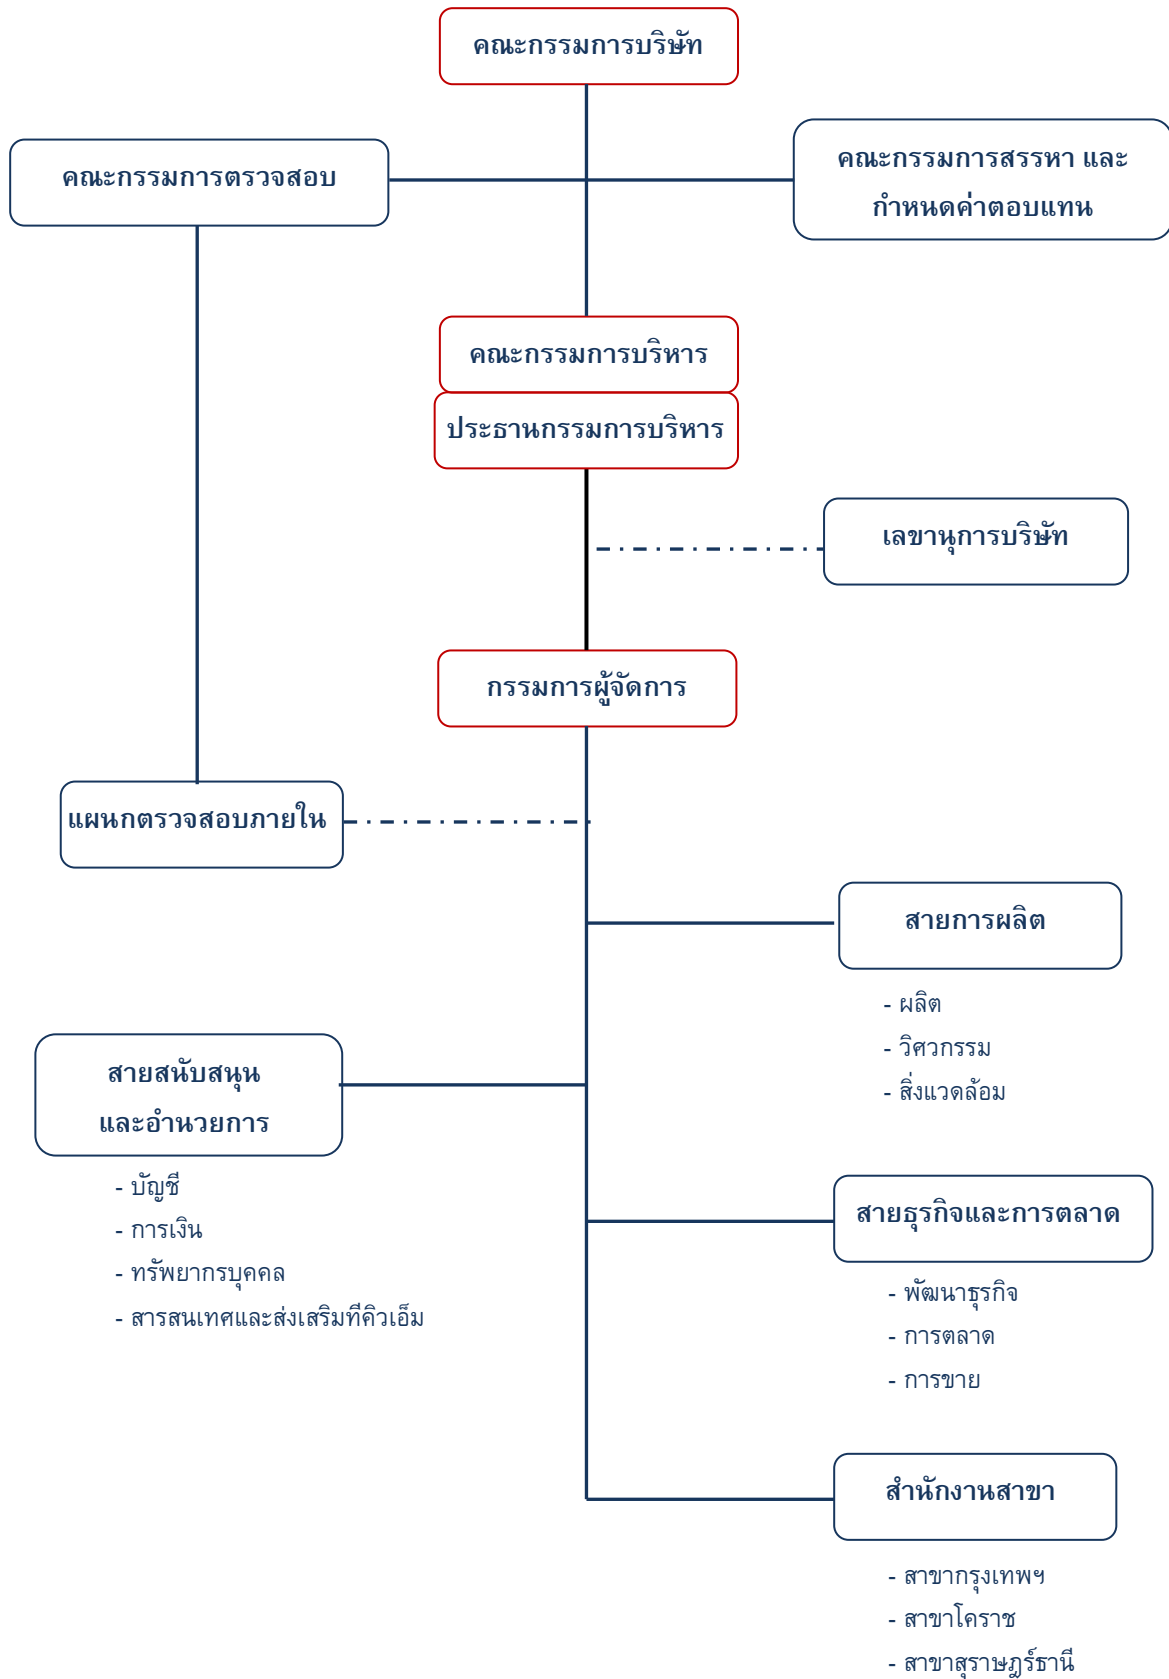 คณะกรรมการบริษัท
คณะกรรมการตรวจสอบ
คณะกรรมการสรรหา และ
กำหนดค่าตอบแทน
คณะกรรมการบริหาร
ประธานกรรมการบริหาร
เลขานุการบริษัท
กรรมการผู้จัดการ
แผนกตรวจสอบภายใน
สายการผลิต
- ผลิต
- วิศวกรรม
- สิ่งแวดล้อม
สายสนับสนุน
และอำนวยการ
- บัญชี
- การเงิน
- ทรัพยากรบุคคล
- สารสนเทศและส่งเสริมทีคิวเอ็ม
สายธุรกิจและการตลาด
- พัฒนาธุรกิจ
- การตลาด
- การขาย
สำนักงานสาขา
- สาขากรุงเทพฯ
- สาขาโคราช
- สาขาสุราษฎร์ธานี